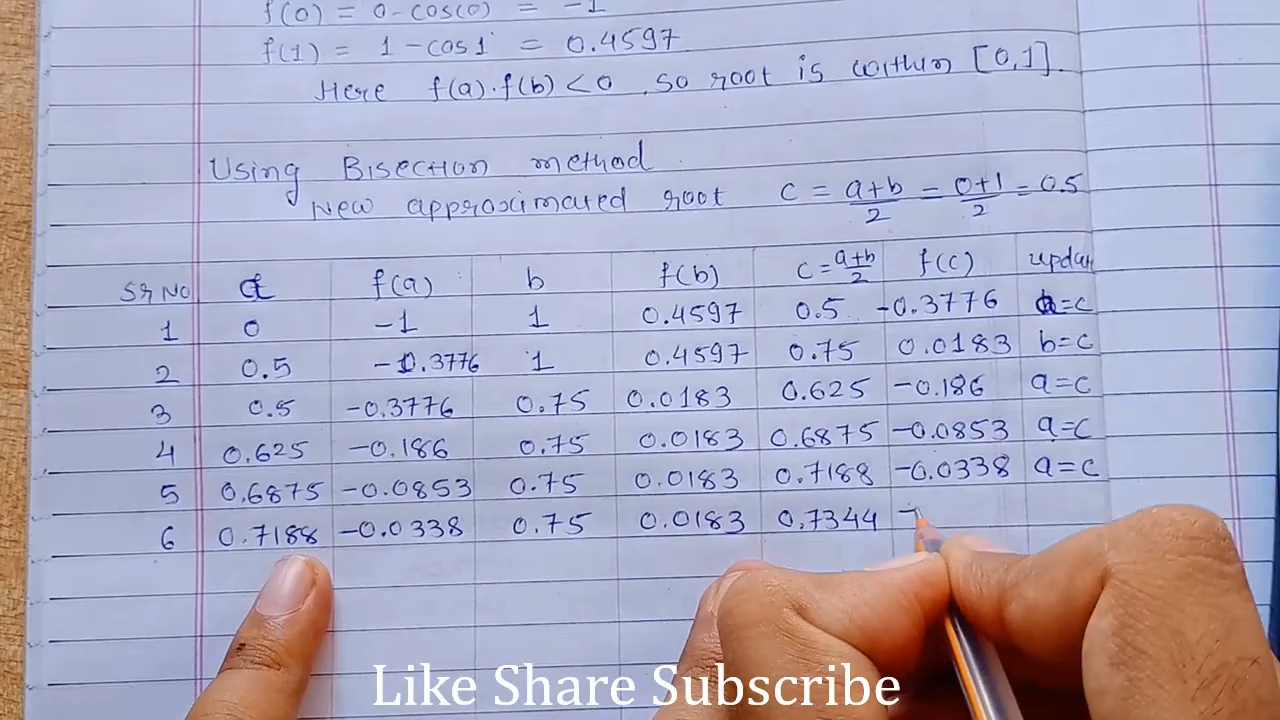 f(0) = 0-cos(0) = -1
f(1) = 1-cos1 = 0.4597
Here f(a).f(b) < 0, so root is within [0,1].
Using Bisection method
New approximated root c = a+b/2 = 0+1/2 = 0.5
Sr No a f(a) b f(b) c = a+b/2 f(c) updat
1 0 -1 1 0.4597 0.5 -0.3776 a=c
2 0.5 -0.3776 1 0.4597 0.75 0.0183 b=c
3 0.5 -0.3776 0.75 0.0183 0.625 -0.186 a=c
4 0.625 -0.186 0.75 0.0183 0.6875 -0.0853 a=c
5 0.6875 -0.0853 0.75 0.0183 0.7188 -0.0338 a=c
6 0.7188 -0.0338 0.75 0.0183 0.7344 -
Like Share Subscribe